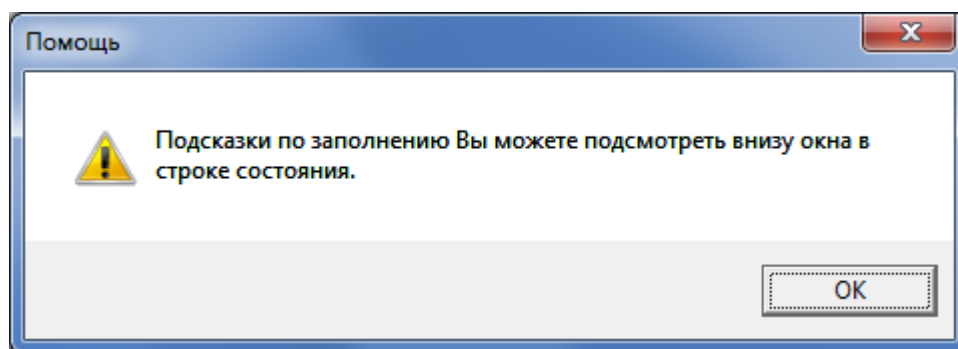 Помощь
Подсказки по заполнению Вы можете подсмотреть внизу окна в
строке состояния.
OK